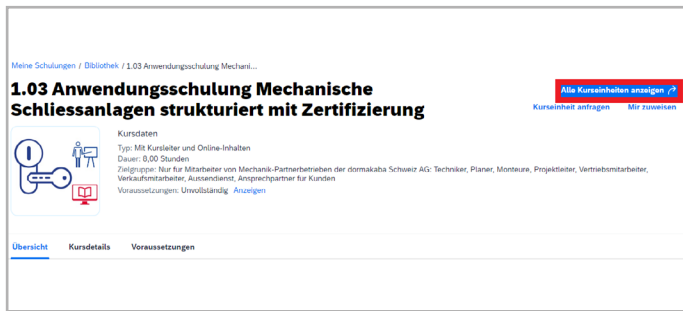 Meine Schulungen / Bibliothek / 1.03 Anwendungsschulung Mechani...
1.03 Anwendungsschulung Mechanische
Schliessanlagen strukturiert mit Zertifizierung
Alle Kurseinheiten anzeigen
Kurseinheit anfragen Mir zuweisen
Kursdaten
Typ: Mit Kursleiter und Online-Inhalten
Dauer: 8,00 Stunden
Zielgruppe: Nur für Mitarbeiter von Mechanik-Partnerbetrieben der dormakaba Schweiz AG: Techniker, Planer, Monteure, Projektleiter, Vertriebsmitarbeiter,
Verkaufsmitarbeiter, Aussendienst, Ansprechpartner für Kunden
Voraussetzungen: Unvollständig Anzeigen
Übersicht Kursdetails Voraussetzungen